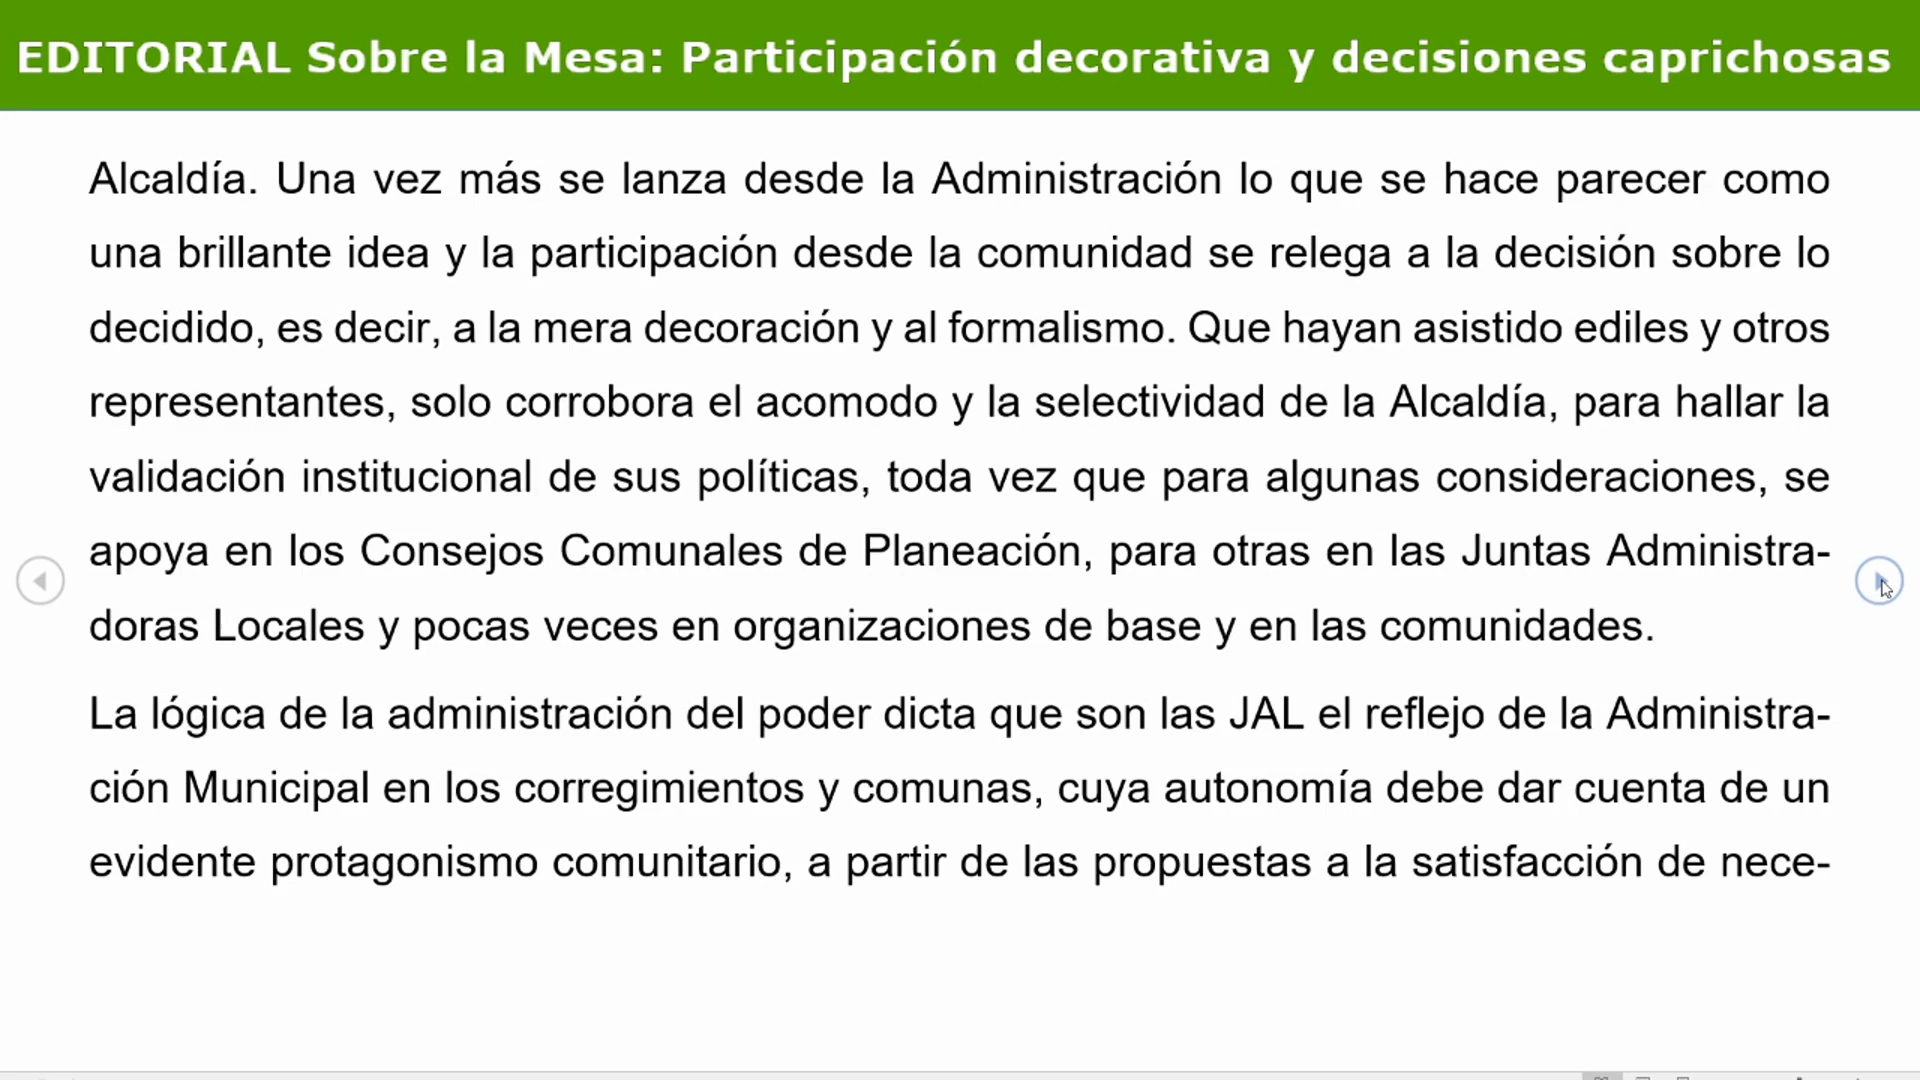 EDITORIAL Sobre la Mesa: Participación decorativa y decisiones caprichosas
Alcaldía. Una vez más se lanza desde la Administración lo que se hace parecer como
una brillante idea y la participación desde la comunidad se relega a la decisión sobre lo
decidido, es decir, a la mera decoración y al formalismo. Que hayan asistido ediles y otros
representantes, solo corrobora el acomodo y la selectividad de la Alcaldía, para hallar la
validación institucional de sus políticas, toda vez que para algunas consideraciones, se
apoya en los Consejos Comunales de Planeación, para otras en las Juntas Administra-
doras Locales y pocas veces en organizaciones de base y en las comunidades.
La lógica de la administración del poder dicta que son las JAL el reflejo de la Administra-
ción Municipal en los corregimientos y comunas, cuya autonomía debe dar cuenta de un
evidente protagonismo comunitario, a partir de las propuestas a la satisfacción de nece-